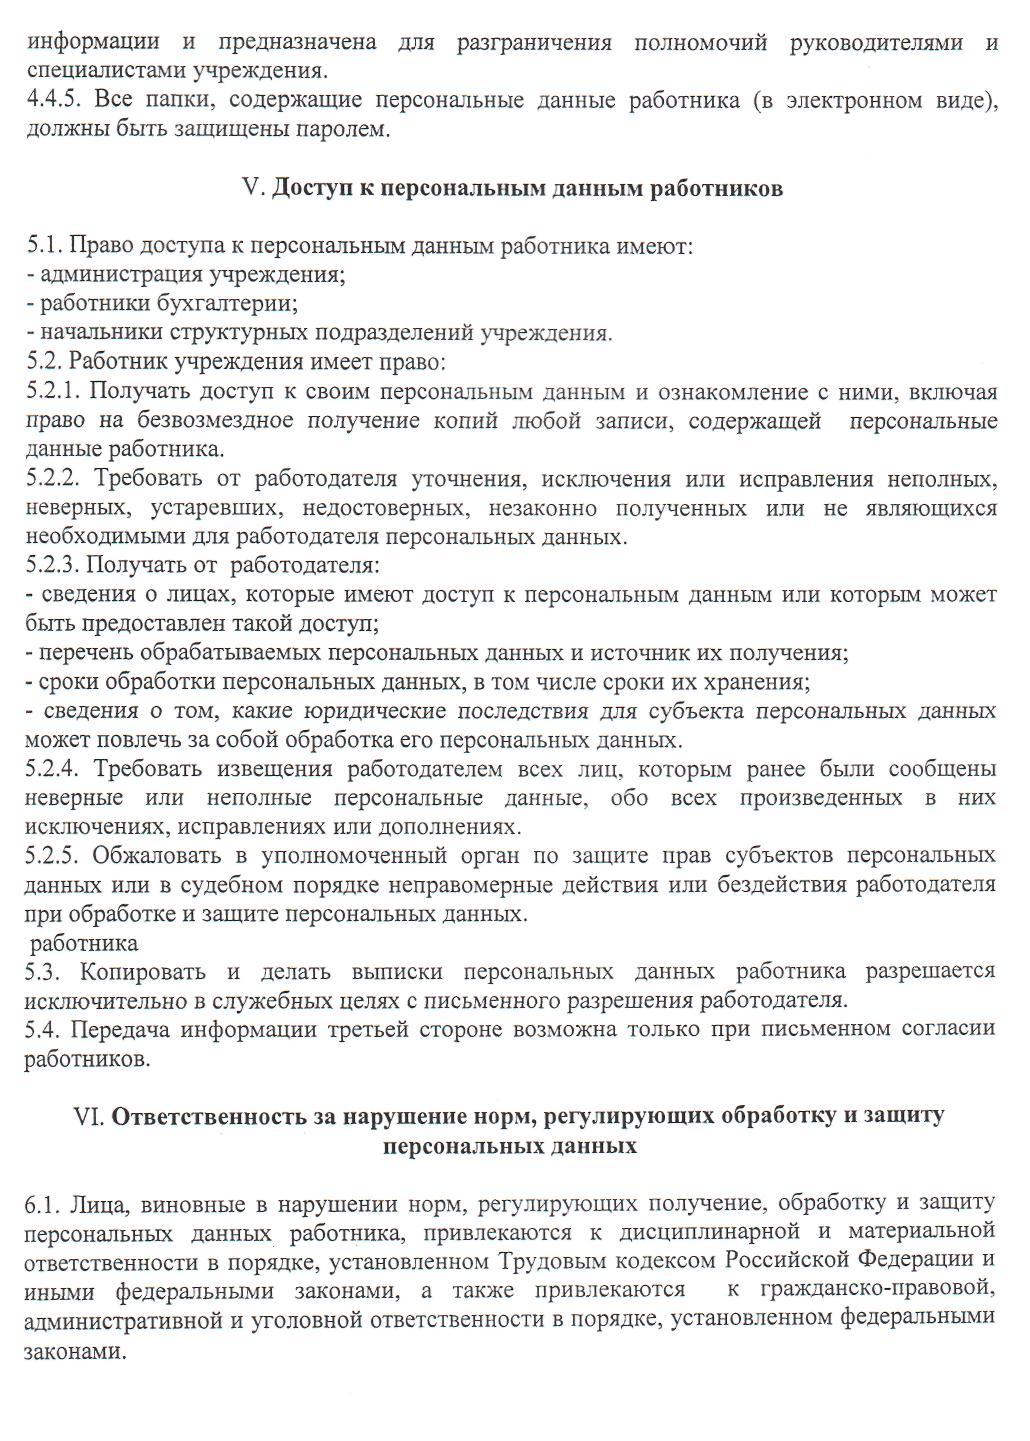 информации и предназначена для разграничения полномочий руководителями и
специалистами учреждения.
4.4.5. Все папки, содержащие персональные данные работника (в электронном виде),
должны быть защищены паролем.
V. Доступ к персональным данным работников
5.1. Право доступа к персональным данным работника имеют:
- администрация учреждения;
- работники бухгалтерии;
- начальники структурных подразделений учреждения.
5.2. Работник учреждения имеет право:
5.2.1. Получать доступ к своим персональным данным и ознакомление с ними, включая
право на безвозмездное получение копий любой записи, содержащей персональные
данные работника.
5.2.2. Требовать от работодателя уточнения, исключения или исправления неполных,
неверных, устаревших, недостоверных, незаконно полученных или не являющихся
необходимыми для работодателя персональных данных.
5.2.3. Получать от работодателя:
- сведения о лицах, которые имеют доступ к персональным данным или которым может
быть предоставлен такой доступ;
- перечень обрабатываемых персональных данных и источник их получения;
- сроки обработки персональных данных, в том числе сроки их хранения;
- сведения о том, какие юридические последствия для субъекта персональных данных
может повлечь за собой обработка его персональных данных.
5.2.4. Требовать извещения работодателем всех лиц, которым ранее были сообщены
неверные или неполные персональные данные, обо всех произведенных в них
исключениях, исправлениях или дополнениях.
5.2.5. Обжаловать в уполномоченный орган по защите прав субъектов персональных
данных или в судебном порядке неправомерные действия или бездействия работодателя
при обработке и защите персональных данных.
работника
5.3. Копировать и делать выписки персональных данных работника разрешается
исключительно в служебных целях с письменного разрешения работодателя.
5.4. Передача информации третьей стороне возможна только при письменном согласии
работников.
VI. Ответственность за нарушение норм, регулирующих обработку и защиту
персональных данных
6.1. Лица, виновные в нарушении норм, регулирующих получение, обработку и защиту
персональных данных работника, привлекаются к дисциплинарной и материальной
ответственности в порядке, установленном Трудовым кодексом Российской Федерации и
иными федеральными законами, а также привлекаются к гражданско-правовой,
административной и уголовной ответственности в порядке, установленном федеральными
законами.